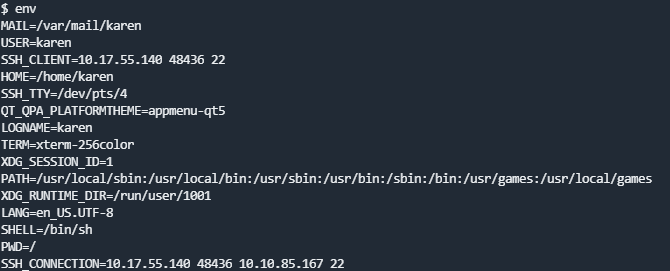 $ env
MAIL=/var/mail/karen
USER=karen
SSH_CLIENT=10.17.55.140 48436 22
HOME=/home/karen
SSH_TTY=/dev/pts/4
QT_QPA_PLATFORMTHEME=appmenu-qt5
LOGNAME=karen
TERM=xterm-256color
XDG_SESSION_ID=1
PATH=/usr/local/sbin:/usr/local/bin:/usr/sbin:/usr/bin:/sbin:/bin:/usr/games:/usr/local/games
XDG_RUNTIME_DIR=/run/user/1001
LANG=en_US.UTF-8
SHELL=/bin/sh
PWD=/
SSH_CONNECTION=10.17.55.140 48436 10.10.85.167 22